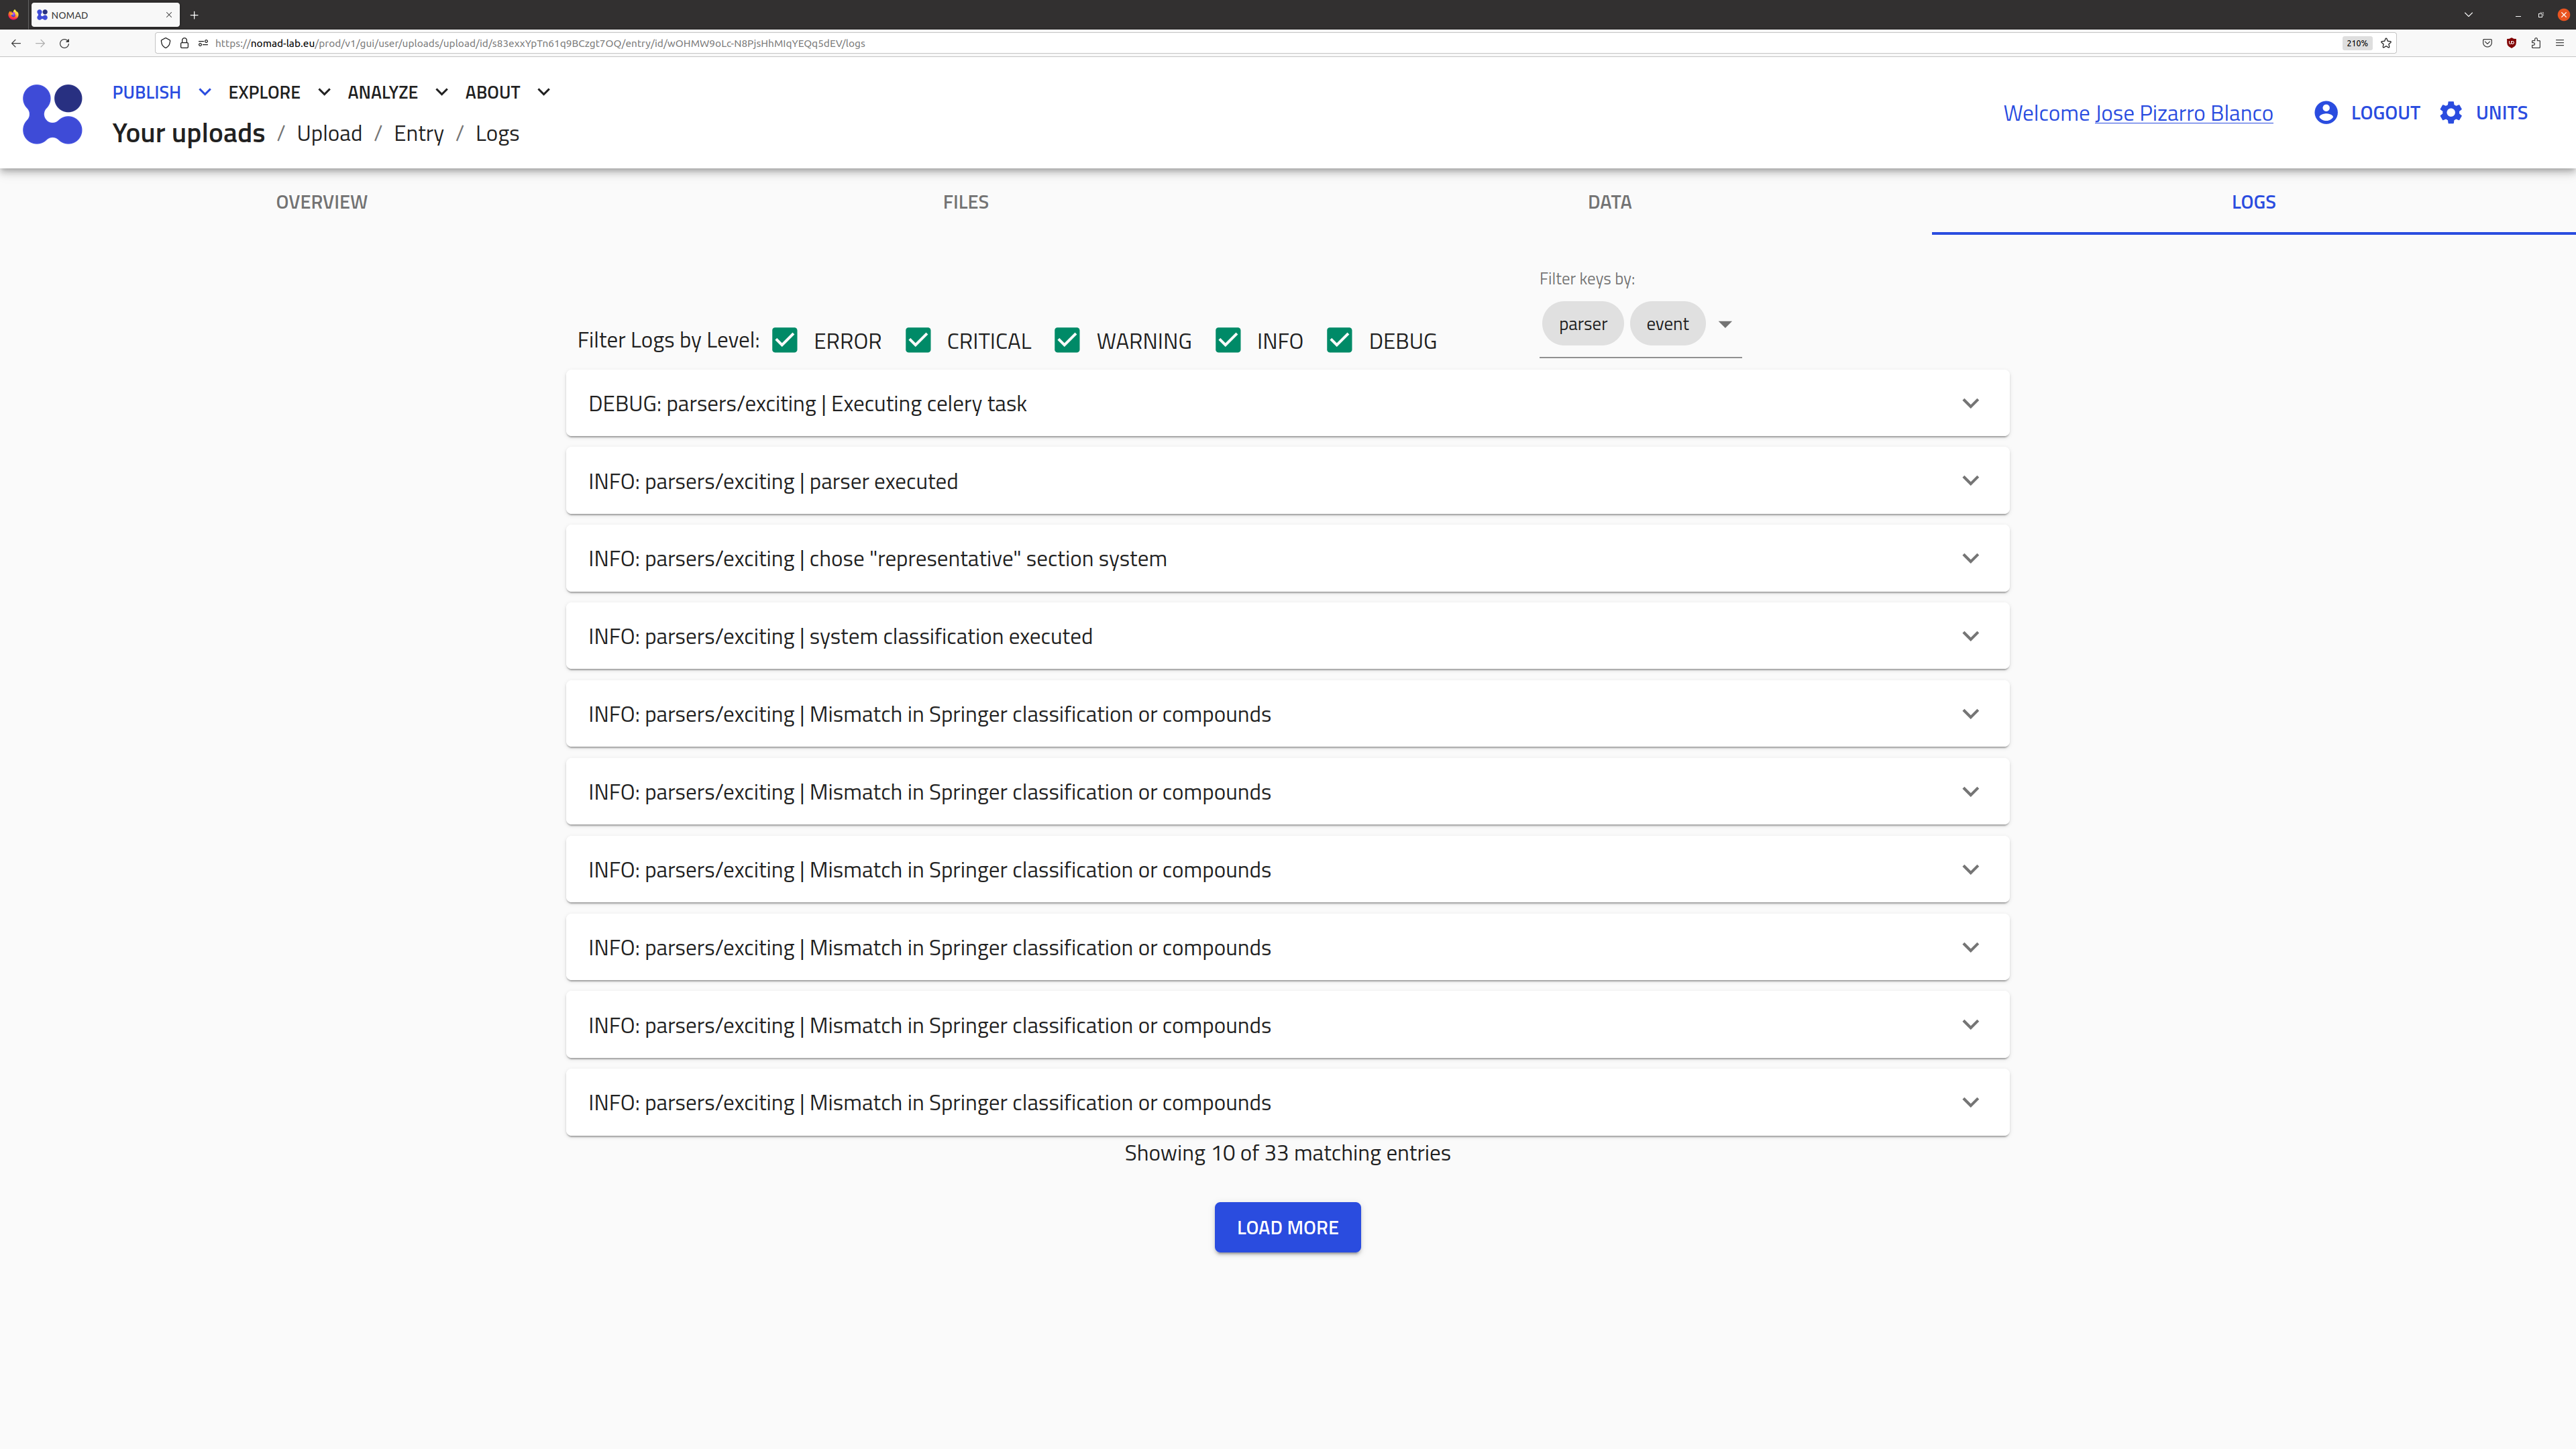 NOMAD
https://nomad-lab.eu/prod/v1/gui/user/uploads/upload/id/s83exxYpTn61q9BCzgt7OQ/entry/id/wOHMW9oLc-N8PjsHhMIqYEQq5dEV/logs
210%
PUBLISH EXPLORE ANALYZE ABOUT
Your uploads / Upload / Entry / Logs
Welcome Jose Pizarro Blanco LOGOUT UNITS
OVERVIEW FILES DATA LOGS
Filter keys by:
parser event
Filter Logs by Level: ERROR CRITICAL WARNING INFO DEBUG
DEBUG: parsers/exciting | Executing celery task
INFO: parsers/exciting | parser executed
INFO: parsers/exciting | chose "representative" section system
INFO: parsers/exciting | system classification executed
INFO: parsers/exciting | Mismatch in Springer classification or compounds
INFO: parsers/exciting | Mismatch in Springer classification or compounds
INFO: parsers/exciting | Mismatch in Springer classification or compounds
INFO: parsers/exciting | Mismatch in Springer classification or compounds
INFO: parsers/exciting | Mismatch in Springer classification or compounds
INFO: parsers/exciting | Mismatch in Springer classification or compounds
Showing 10 of 33 matching entries
LOAD MORE